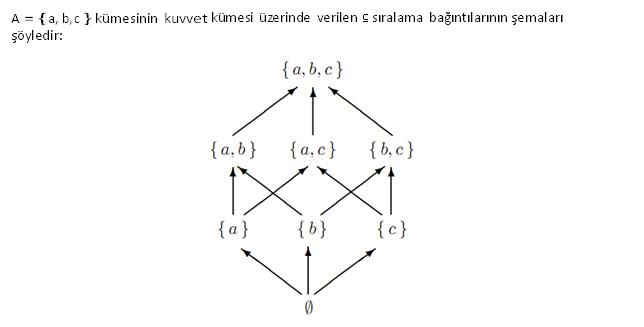 A = { a, b,c } kümesinin kuvvet kümesi üzerinde verilen ⊆ sıralama bağıntılarının şemaları
şöyledir:
{ a, b, c }
{ a, b } { a, c } { b, c }
{ a } { b } { c }
∅